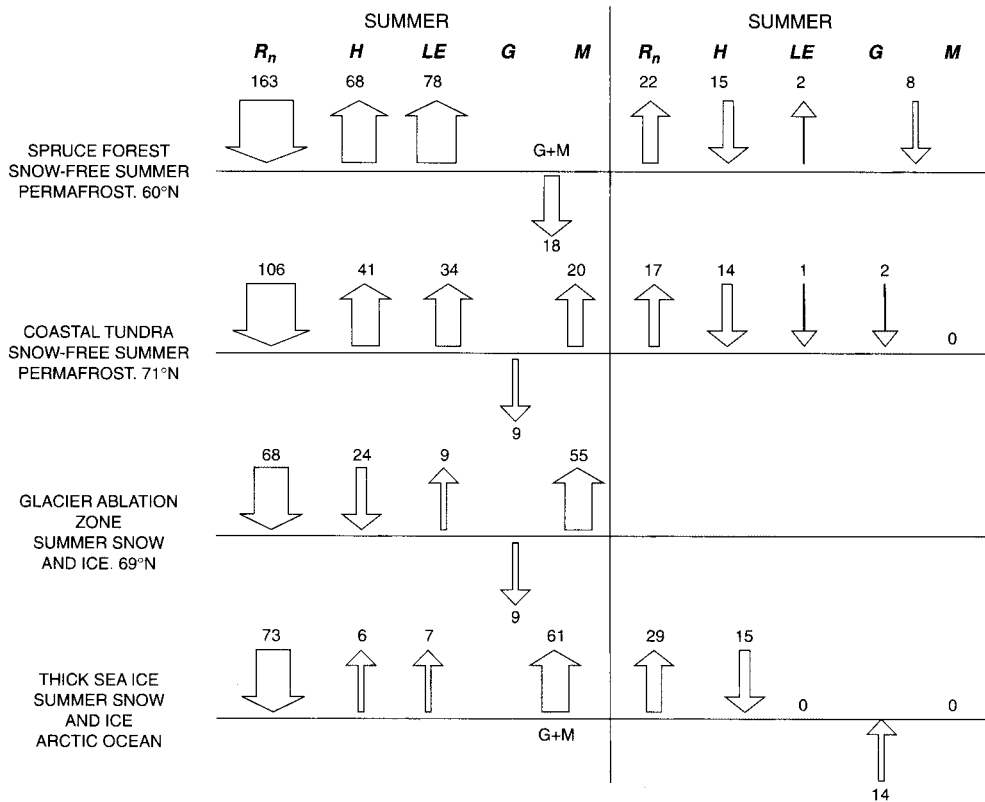 SUMMER SUMMER
Rn H LE G M Rn H LE G M
163 68 78 22 15 2 8
SPRUCE FOREST
SNOW-FREE SUMMER
PERMAFROST. 60°N
G+M
18
106 41 34 20 17 14 1 2
COASTAL TUNDRA
SNOW-FREE SUMMER
PERMAFROST. 71°N
0
9
68 24 9 55
GLACIER ABLATION
ZONE
SUMMER SNOW
AND ICE. 69°N
9
73 6 7 61 29 15
THICK SEA ICE
SUMMER SNOW
AND ICE
ARCTIC OCEAN
0 0
G+M
14